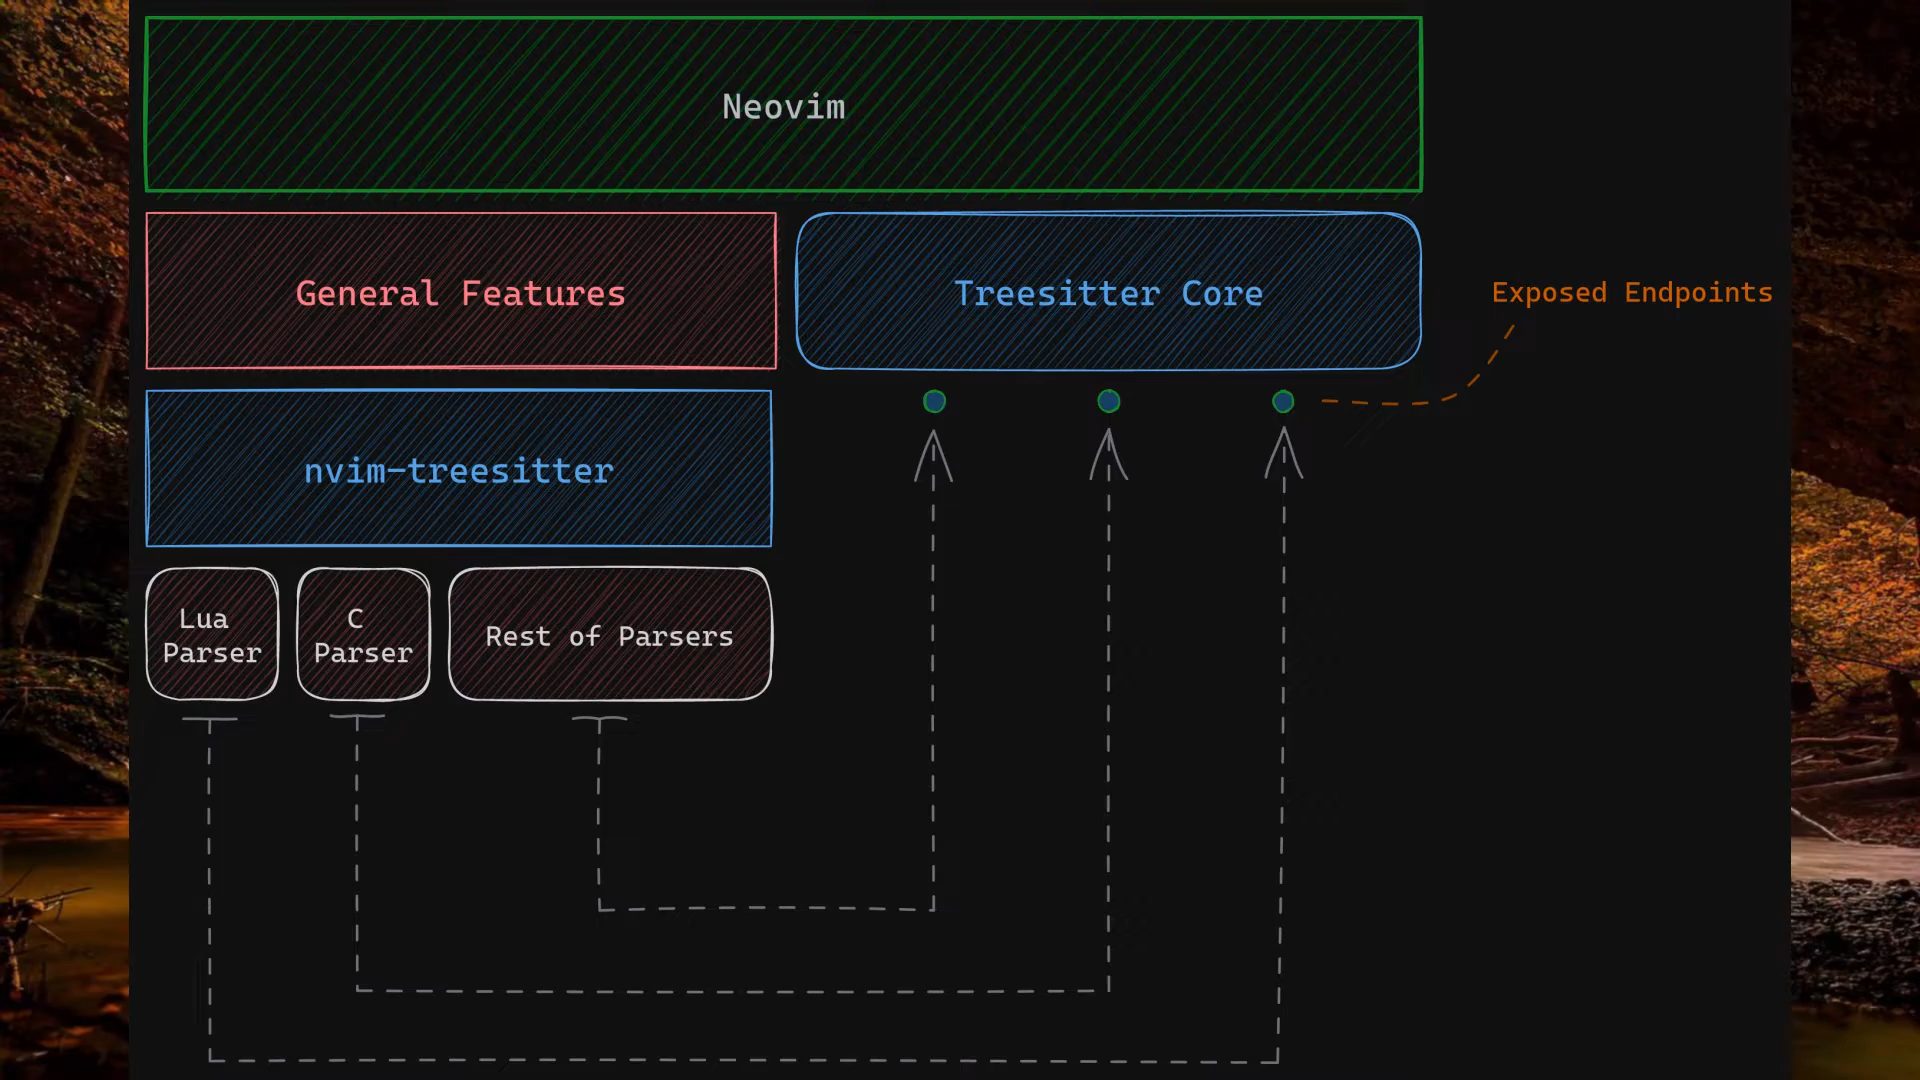 Neovim
General Features
Treesitter Core
Exposed Endpoints
nvim-treesitter
Lua
Parser
C
Parser
Rest of Parsers